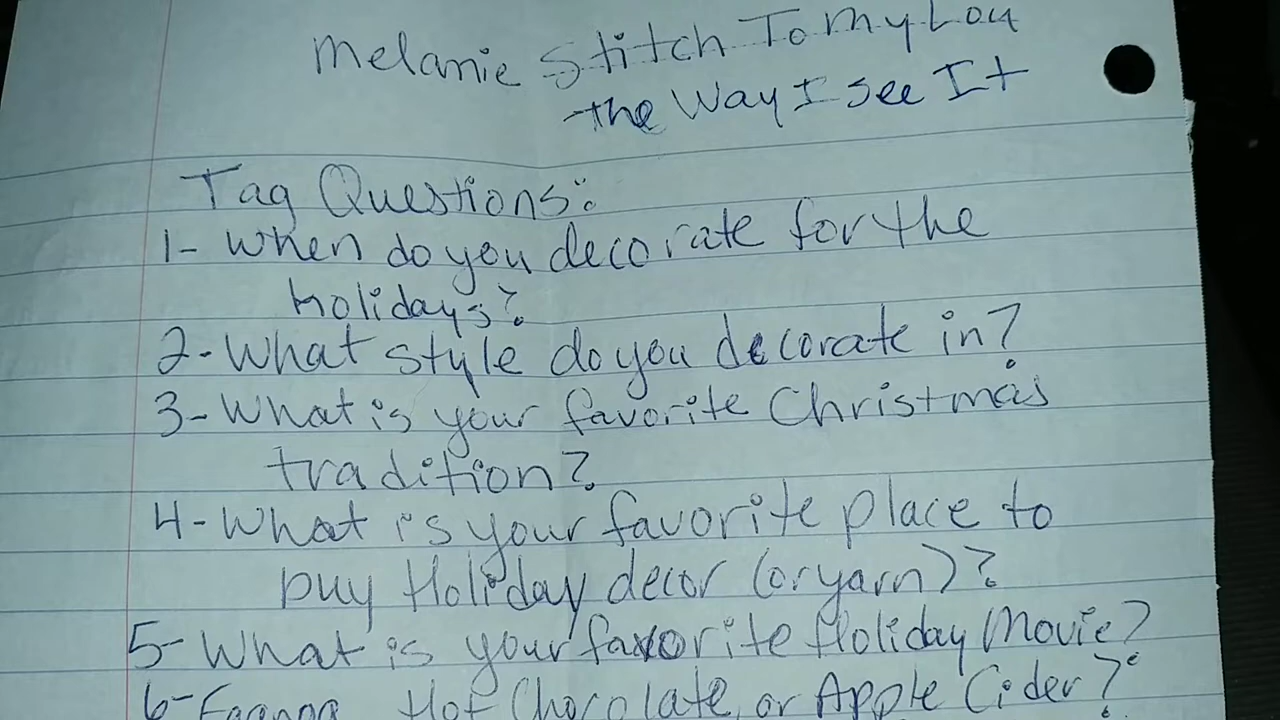 Melanie Stitch To My Lou
the Way I see It
Tag Questions:
1- When do you decorate for the
holidays?
2- What style do you decorate in?
3- What is your favorite Christmas
tradition?
4- What is your favorite place to
buy Holiday decor (or yarn)?
5- What is your favorite Holiday Movie?
6- Hot Chocolate, or Apple Cider?